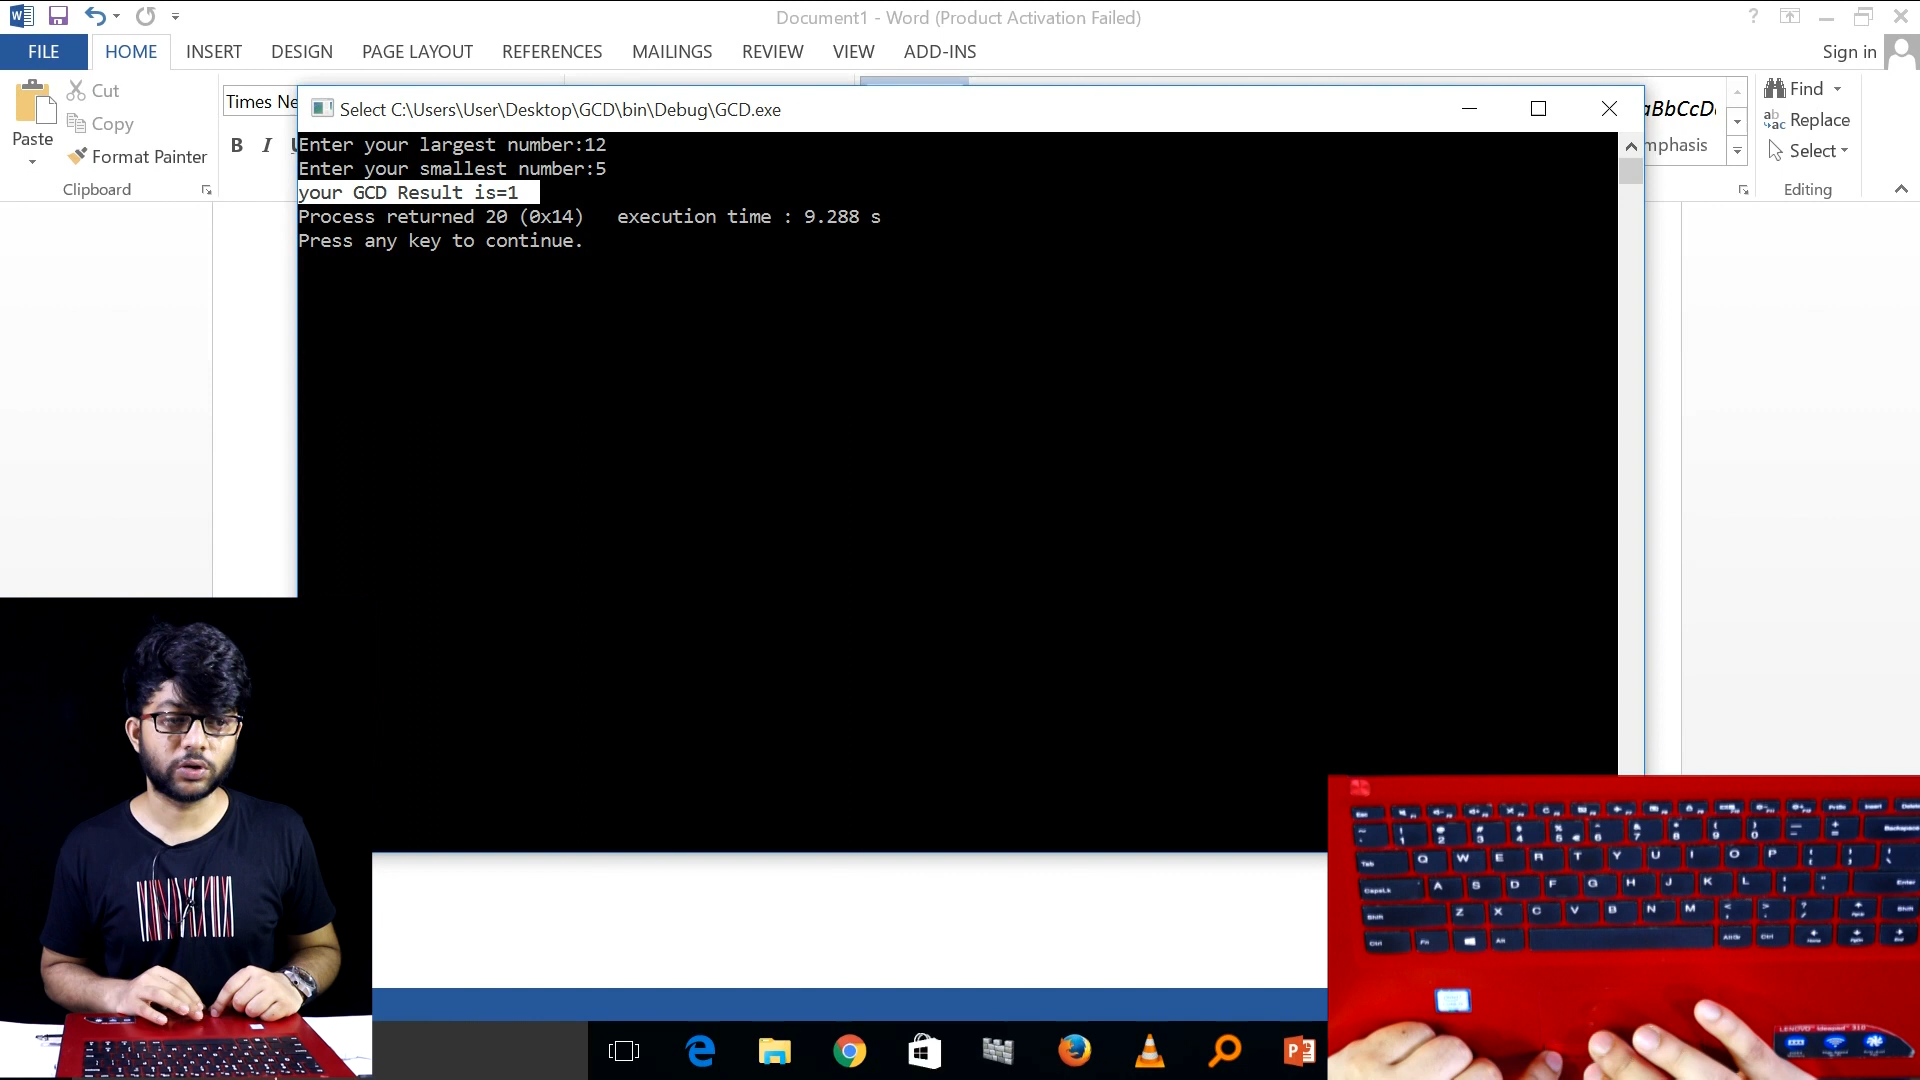 Document1 - Word (Product Activation Failed)
?
FILE HOME INSERT DESIGN PAGE LAYOUT REFERENCES MAILINGS REVIEW VIEW ADD-INS
Sign in
Paste
Cut
Copy
Format Painter
Clipboard
Times Ne
B I U
mphasis
Find
Replace
Select
Editing
Select C:\Users\User\Desktop\GCD\bin\Debug\GCD.exe
Enter your largest number:12
Enter your smallest number:5
your GCD Result is=1
Process returned 20 (0x14)   execution time : 9.288 s
Press any key to continue.
Q W E R T Y U I O P
A S D F G H J K L
Z X C V B N M